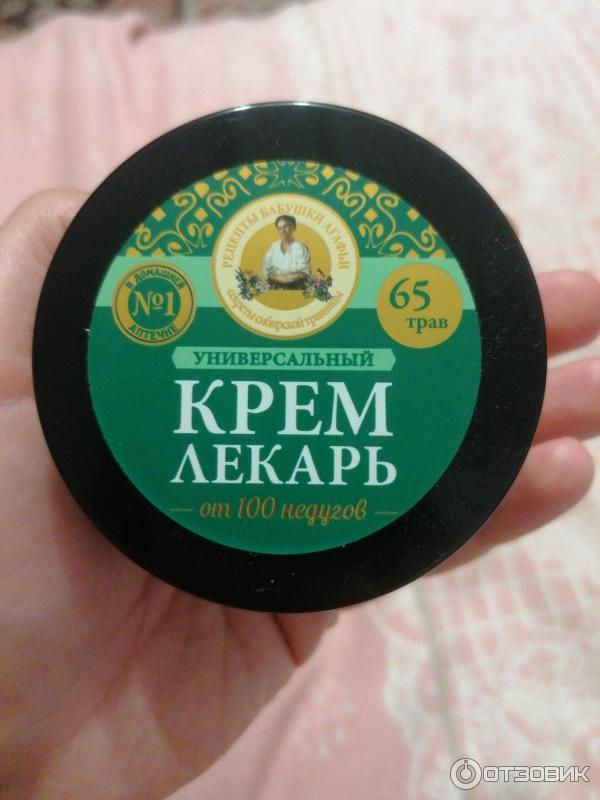 РЕЦЕПТЫ БАБУШКИ АГАФЬИ
секреты сибирской травницы
В ДОМАШНЕЙ
№1
АПТЕЧКЕ
65
трав
УНИВЕРСАЛЬНЫЙ
КРЕМ
ЛЕКАРЬ
от 100 недугов
ОТЗОВИК